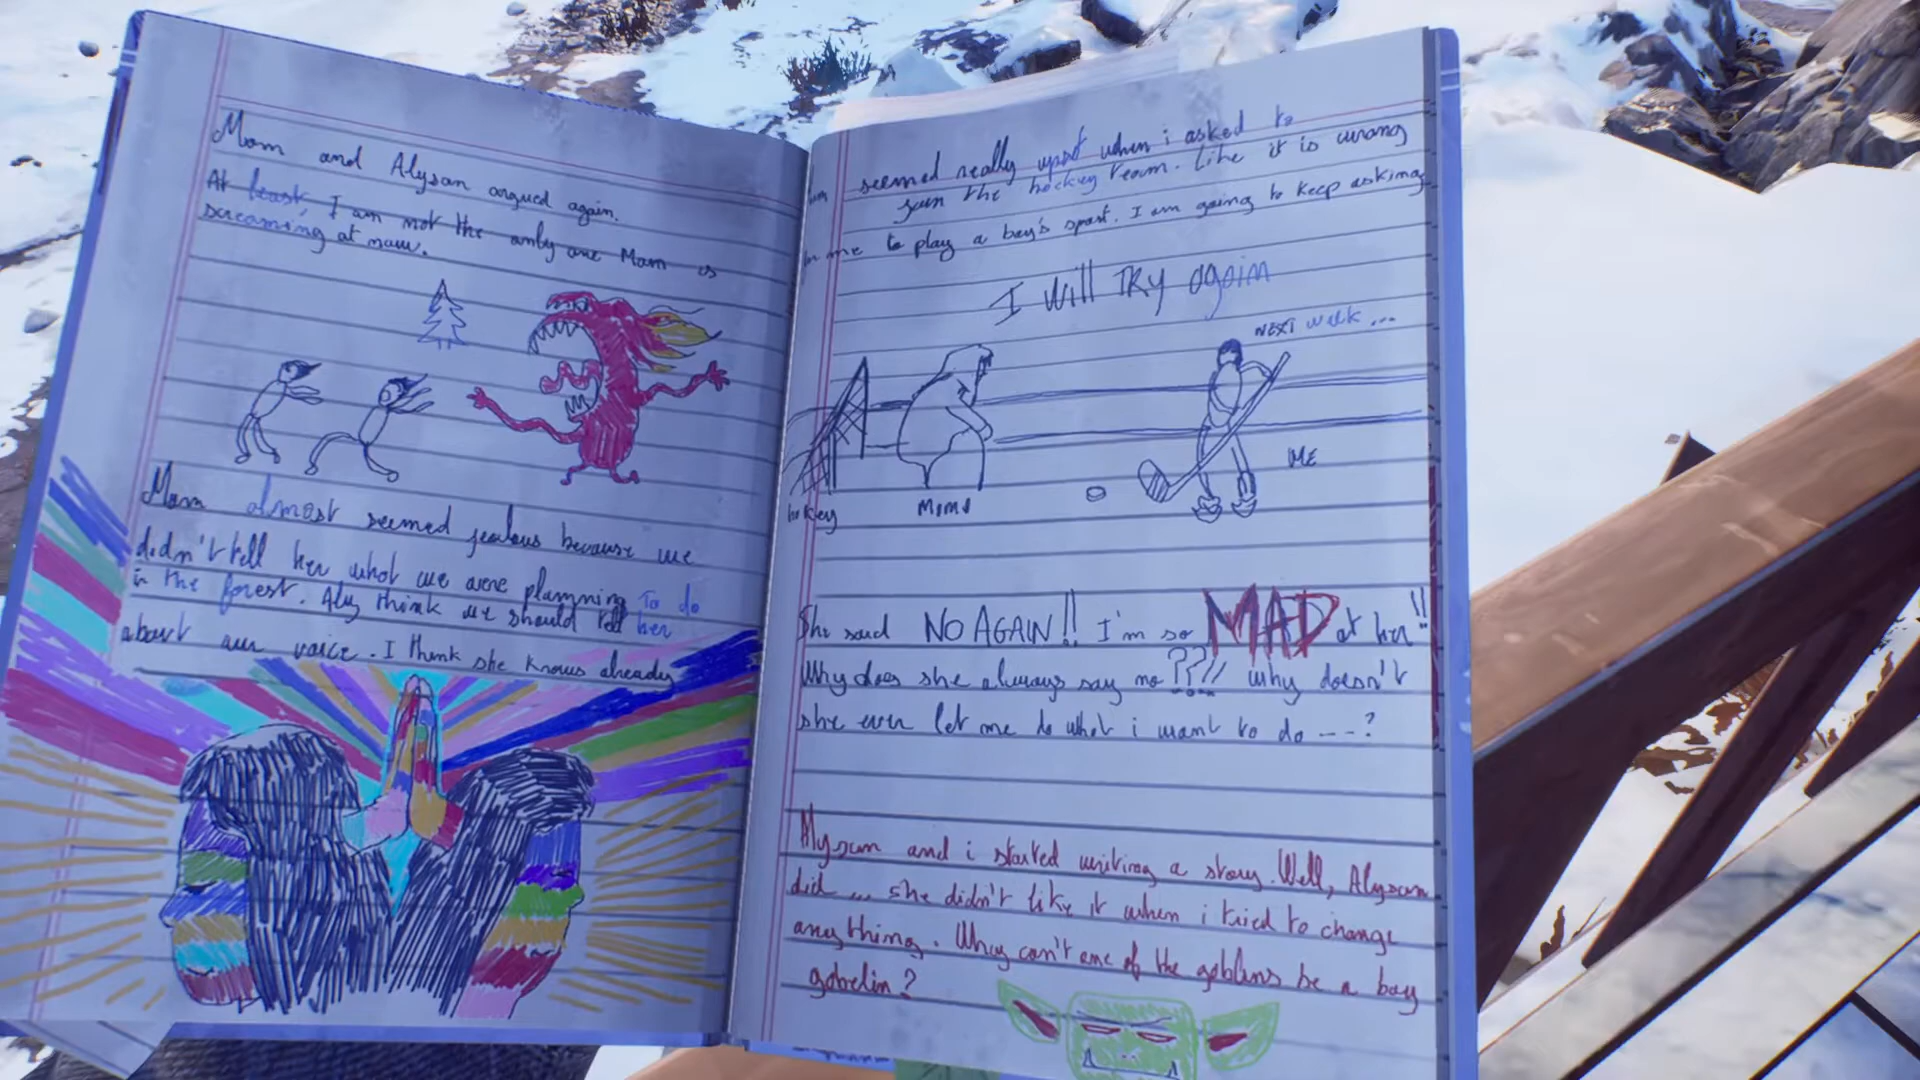 Mom and Alyson argued again.
At least I am not the only one Mom is
screaming at now.
Mom almost seemed jealous because we
didn't tell her what we were planning to do
in the forest. Aly think we should tell her
about our voice. I think she knows already
seemed really upset when i asked to
join the hockey team. Like it is wrong
me to play a boy's sport. I am going to keep asking
I will TRY again
NEXT week ...
ME
MOM
hockey
She said NO AGAIN!! I'm so MAD at her!!
Why does she always say no ??!! why doesn't
she ever let me do what i want to do ---?
Alyson and i started writing a story. Well, Alyson
did ... she didn't like it when i tried to change
anything. Why can't one of the goblins be a boy
gobelin?